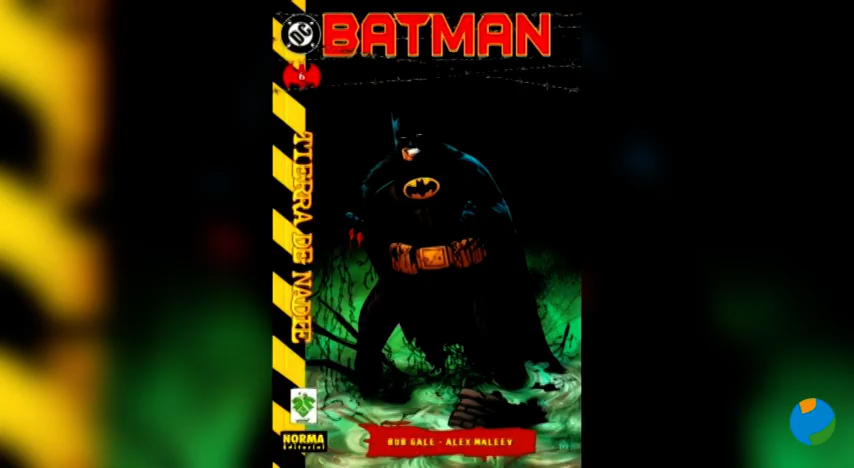 DC
BATMAN
6
TIERRA DE NADIE
NORMA
Editorial
BOB GALE - ALEX MALEEV